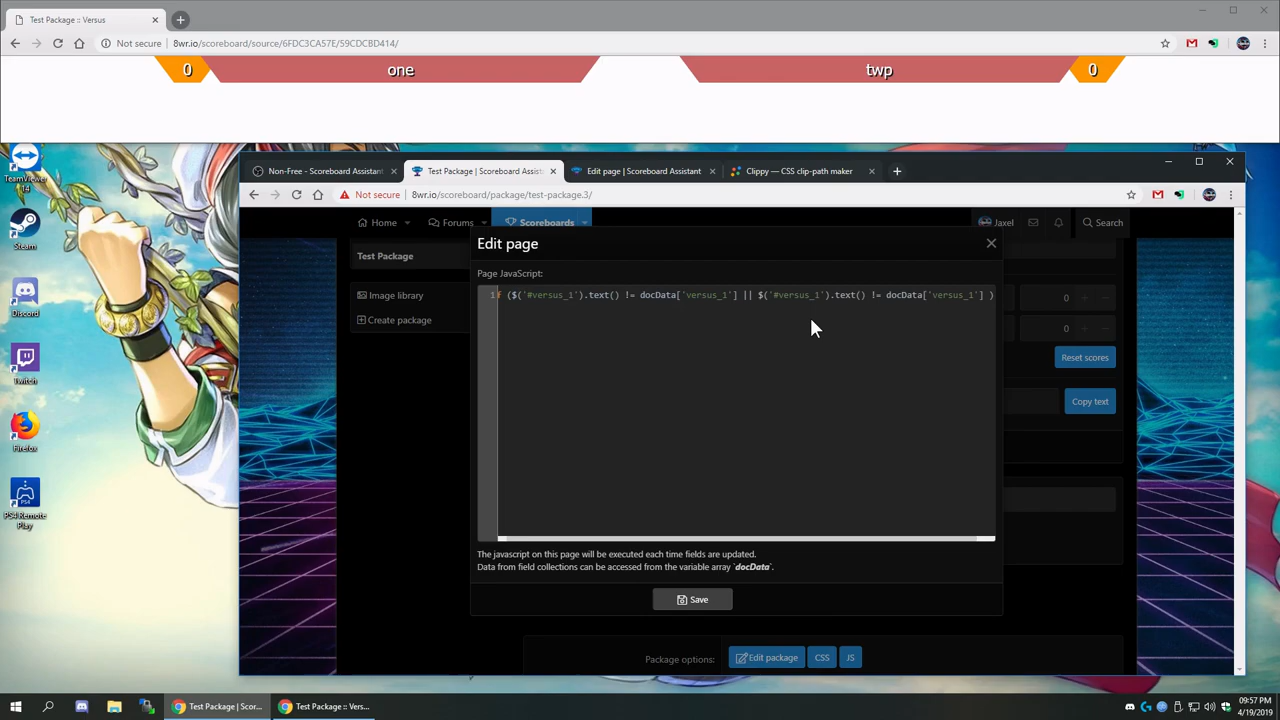 Test Package :: Versus
Not secure
8wr.io/scoreboard/source/6FDC3CA57E/59CDCBD414/
0
one
twp
0
TeamViewer 14
Steam
Discord
Twitch
Firefox
PS4 Remote Play
Non-Free - Scoreboard Assistant
Test Package | Scoreboard Assist
Edit page | Scoreboard Assistant
Clippy — CSS clip-path maker
Not secure
8wr.io/scoreboard/package/test-package.3/
Home
Forums
Scoreboards
Jaxel
Search
Test Package
Image library
Create package
Edit page
Page JavaScript:
1
f ($('#versus_1').text() != docData['versus_1'] || $('#versus_1').text() != docData['versus_1'] )
0
0
Reset scores
Copy text
The javascript on this page will be executed each time fields are updated.
Data from field collections can be accessed from the variable array `docData`.
Save
Package options:
Edit package
CSS
JS
Test Package | Scor...
Test Package :: Vers...
09:57 PM
4/19/2019